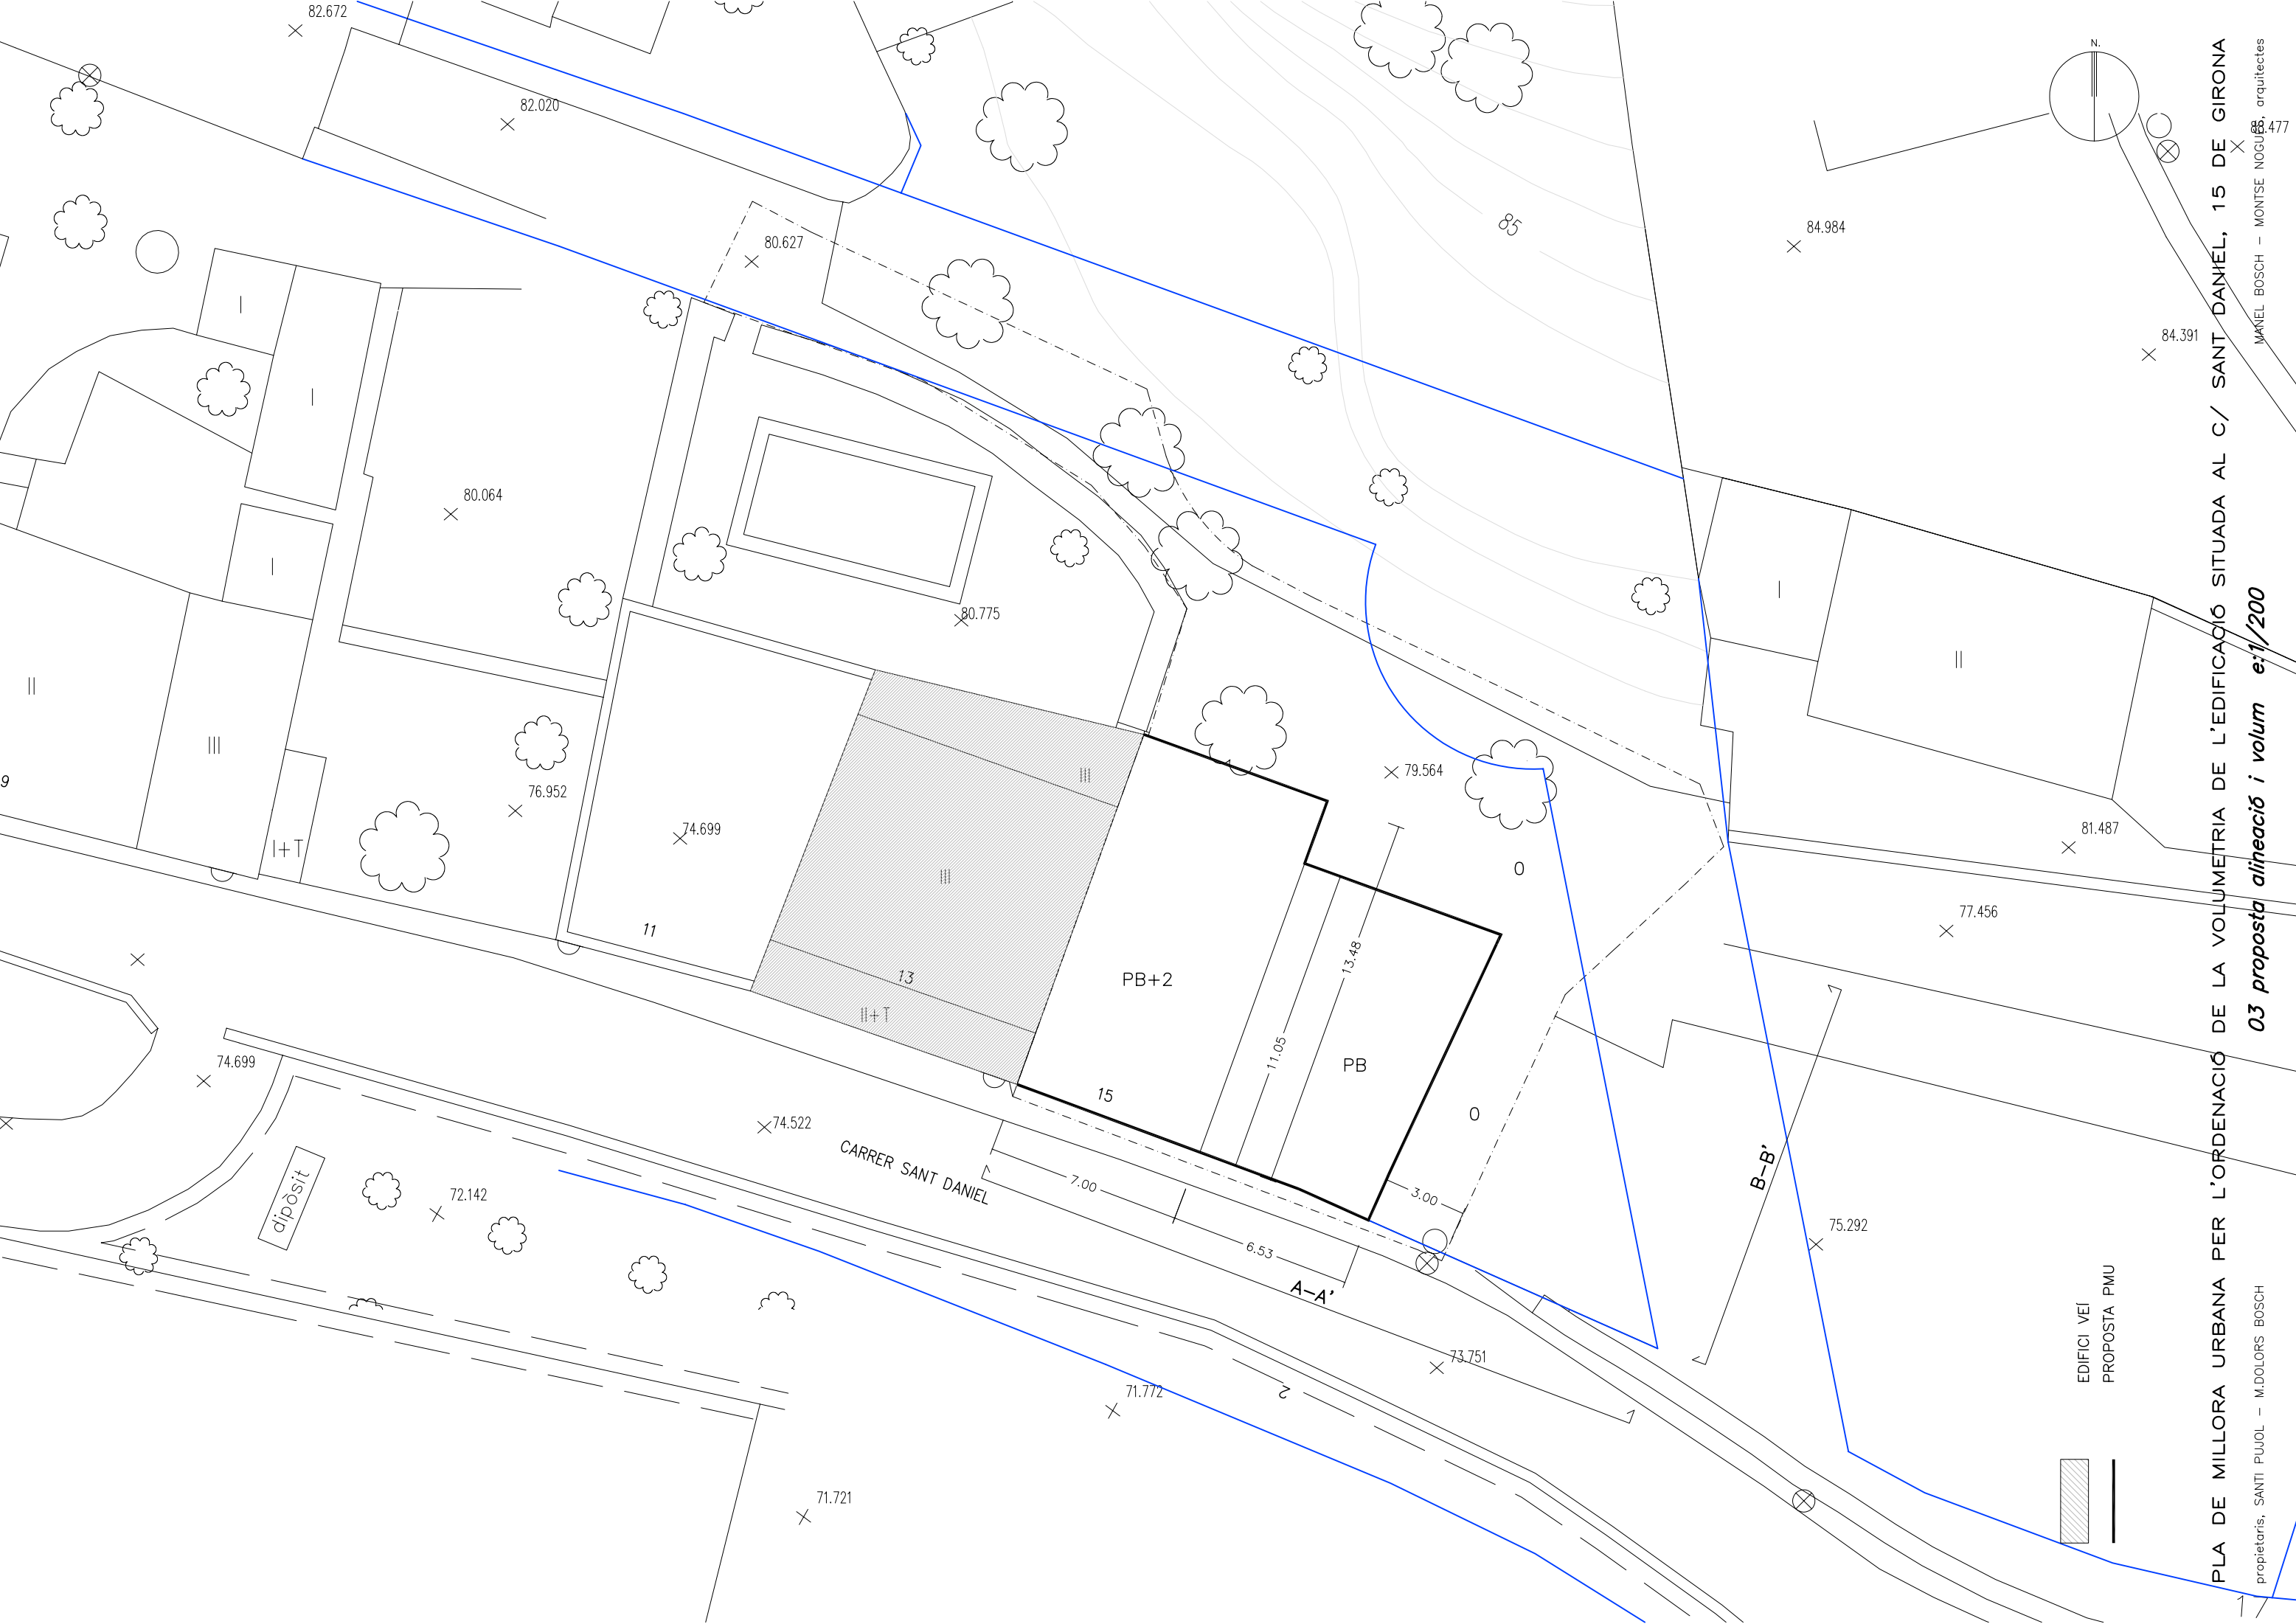 82.672
82.020
N.
88.477
85
84.984
80.627
84.391
I
I
80.064
I
I
80.775
II
II
III
III
79.564
9
76.952
74.699
81.487
I+T
0
III
11
13
PB+2
13.48
77.456
II+T
11.05
PB
74.699
15
0
74.522
CARRER SANT DANIEL
7.00
3.00
B-B'
dipòsit
72.142
75.292
6.53
A-A'
73.751
71.772
2
71.721
EDIFICI VEÍ
PROPOSTA PMU
PLA DE MILLORA URBANA PER L'ORDENACIÓ DE LA VOLUMETRIA DE L'EDIFICACIÓ SITUADA AL C/ SANT DANIEL, 15 DE GIRONA
03 proposta alineació i volum e:1/200
propietaris, SANTI PUJOL - M.DOLORS BOSCH
MANEL BOSCH - MONTSE NOGUÉS, arquitectes